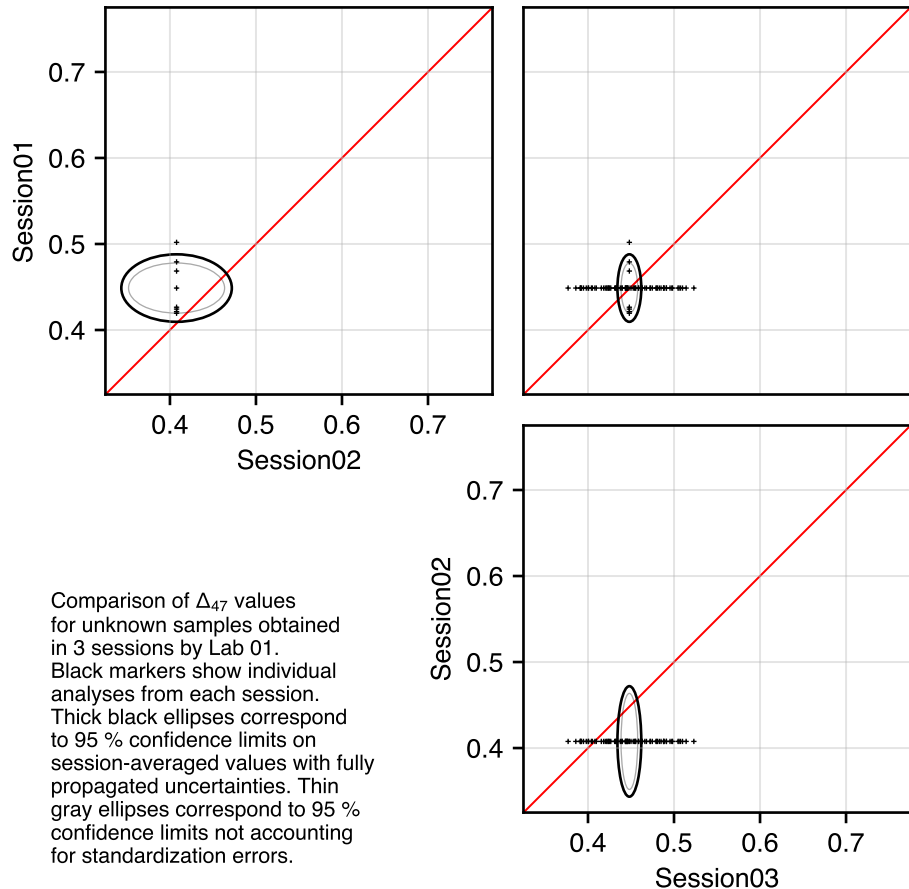 0.7
0.6
0.5
0.4
Session01
0.4 0.5 0.6 0.7
Session02
0.7
0.6
0.5
0.4
Session02
0.4 0.5 0.6 0.7
Session03
Comparison of Δ₄₇ values
for unknown samples obtained
in 3 sessions by Lab 01.
Black markers show individual
analyses from each session.
Thick black ellipses correspond
to 95 % confidence limits on
session-averaged values with fully
propagated uncertainties. Thin
gray ellipses correspond to 95 %
confidence limits not accounting
for standardization errors.